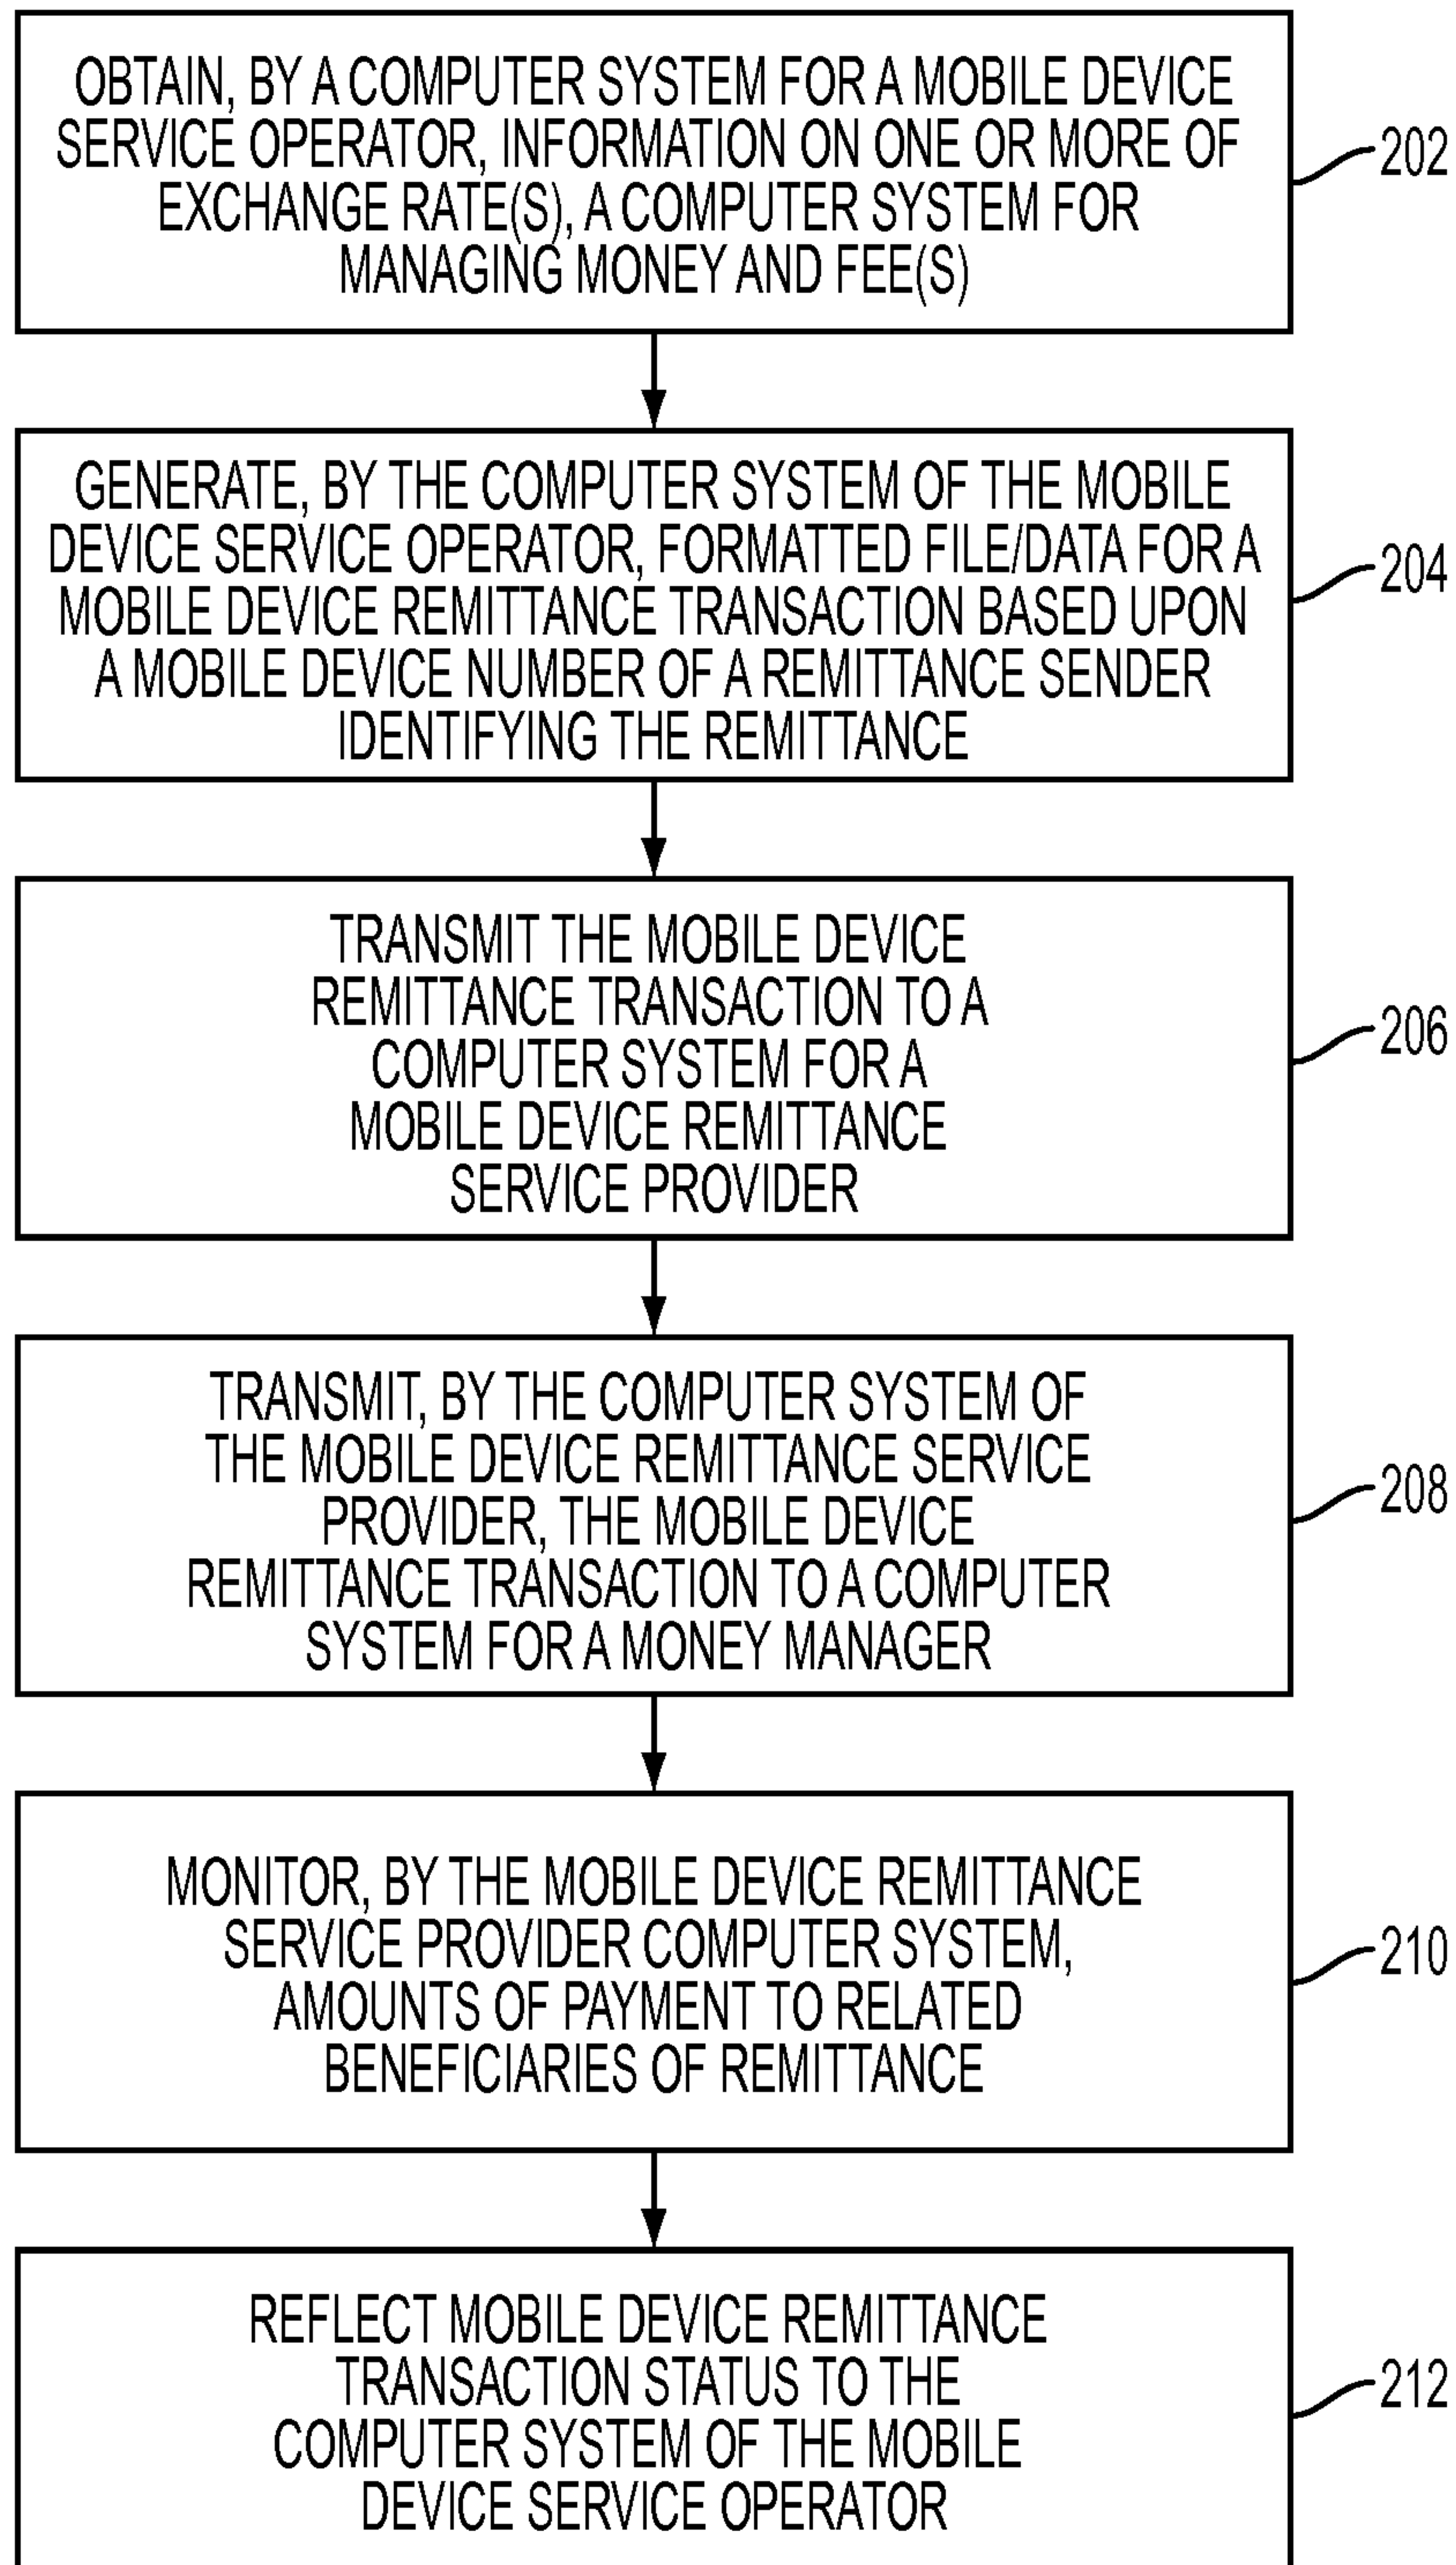 OBTAIN, BY A COMPUTER SYSTEM FOR A MOBILE DEVICE
SERVICE OPERATOR, INFORMATION ON ONE OR MORE OF
EXCHANGE RATE(S), A COMPUTER SYSTEM FOR
MANAGING MONEY AND FEE(S)
202
GENERATE, BY THE COMPUTER SYSTEM OF THE MOBILE
DEVICE SERVICE OPERATOR, FORMATTED FILE/DATA FOR A
MOBILE DEVICE REMITTANCE TRANSACTION BASED UPON
A MOBILE DEVICE NUMBER OF A REMITTANCE SENDER
IDENTIFYING THE REMITTANCE
204
TRANSMIT THE MOBILE DEVICE
REMITTANCE TRANSACTION TO A
COMPUTER SYSTEM FOR A
MOBILE DEVICE REMITTANCE
SERVICE PROVIDER
206
TRANSMIT, BY THE COMPUTER SYSTEM OF
THE MOBILE DEVICE REMITTANCE SERVICE
PROVIDER, THE MOBILE DEVICE
REMITTANCE TRANSACTION TO A COMPUTER
SYSTEM FOR A MONEY MANAGER
208
MONITOR, BY THE MOBILE DEVICE REMITTANCE
SERVICE PROVIDER COMPUTER SYSTEM,
AMOUNTS OF PAYMENT TO RELATED
BENEFICIARIES OF REMITTANCE
210
REFLECT MOBILE DEVICE REMITTANCE
TRANSACTION STATUS TO THE
COMPUTER SYSTEM OF THE MOBILE
DEVICE SERVICE OPERATOR
212